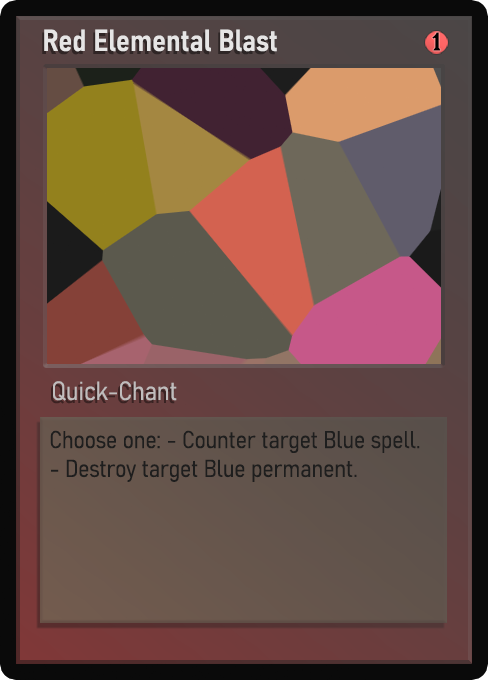 Red Elemental Blast 1
Quick-Chant
Choose one: - Counter target Blue spell.
- Destroy target Blue permanent.